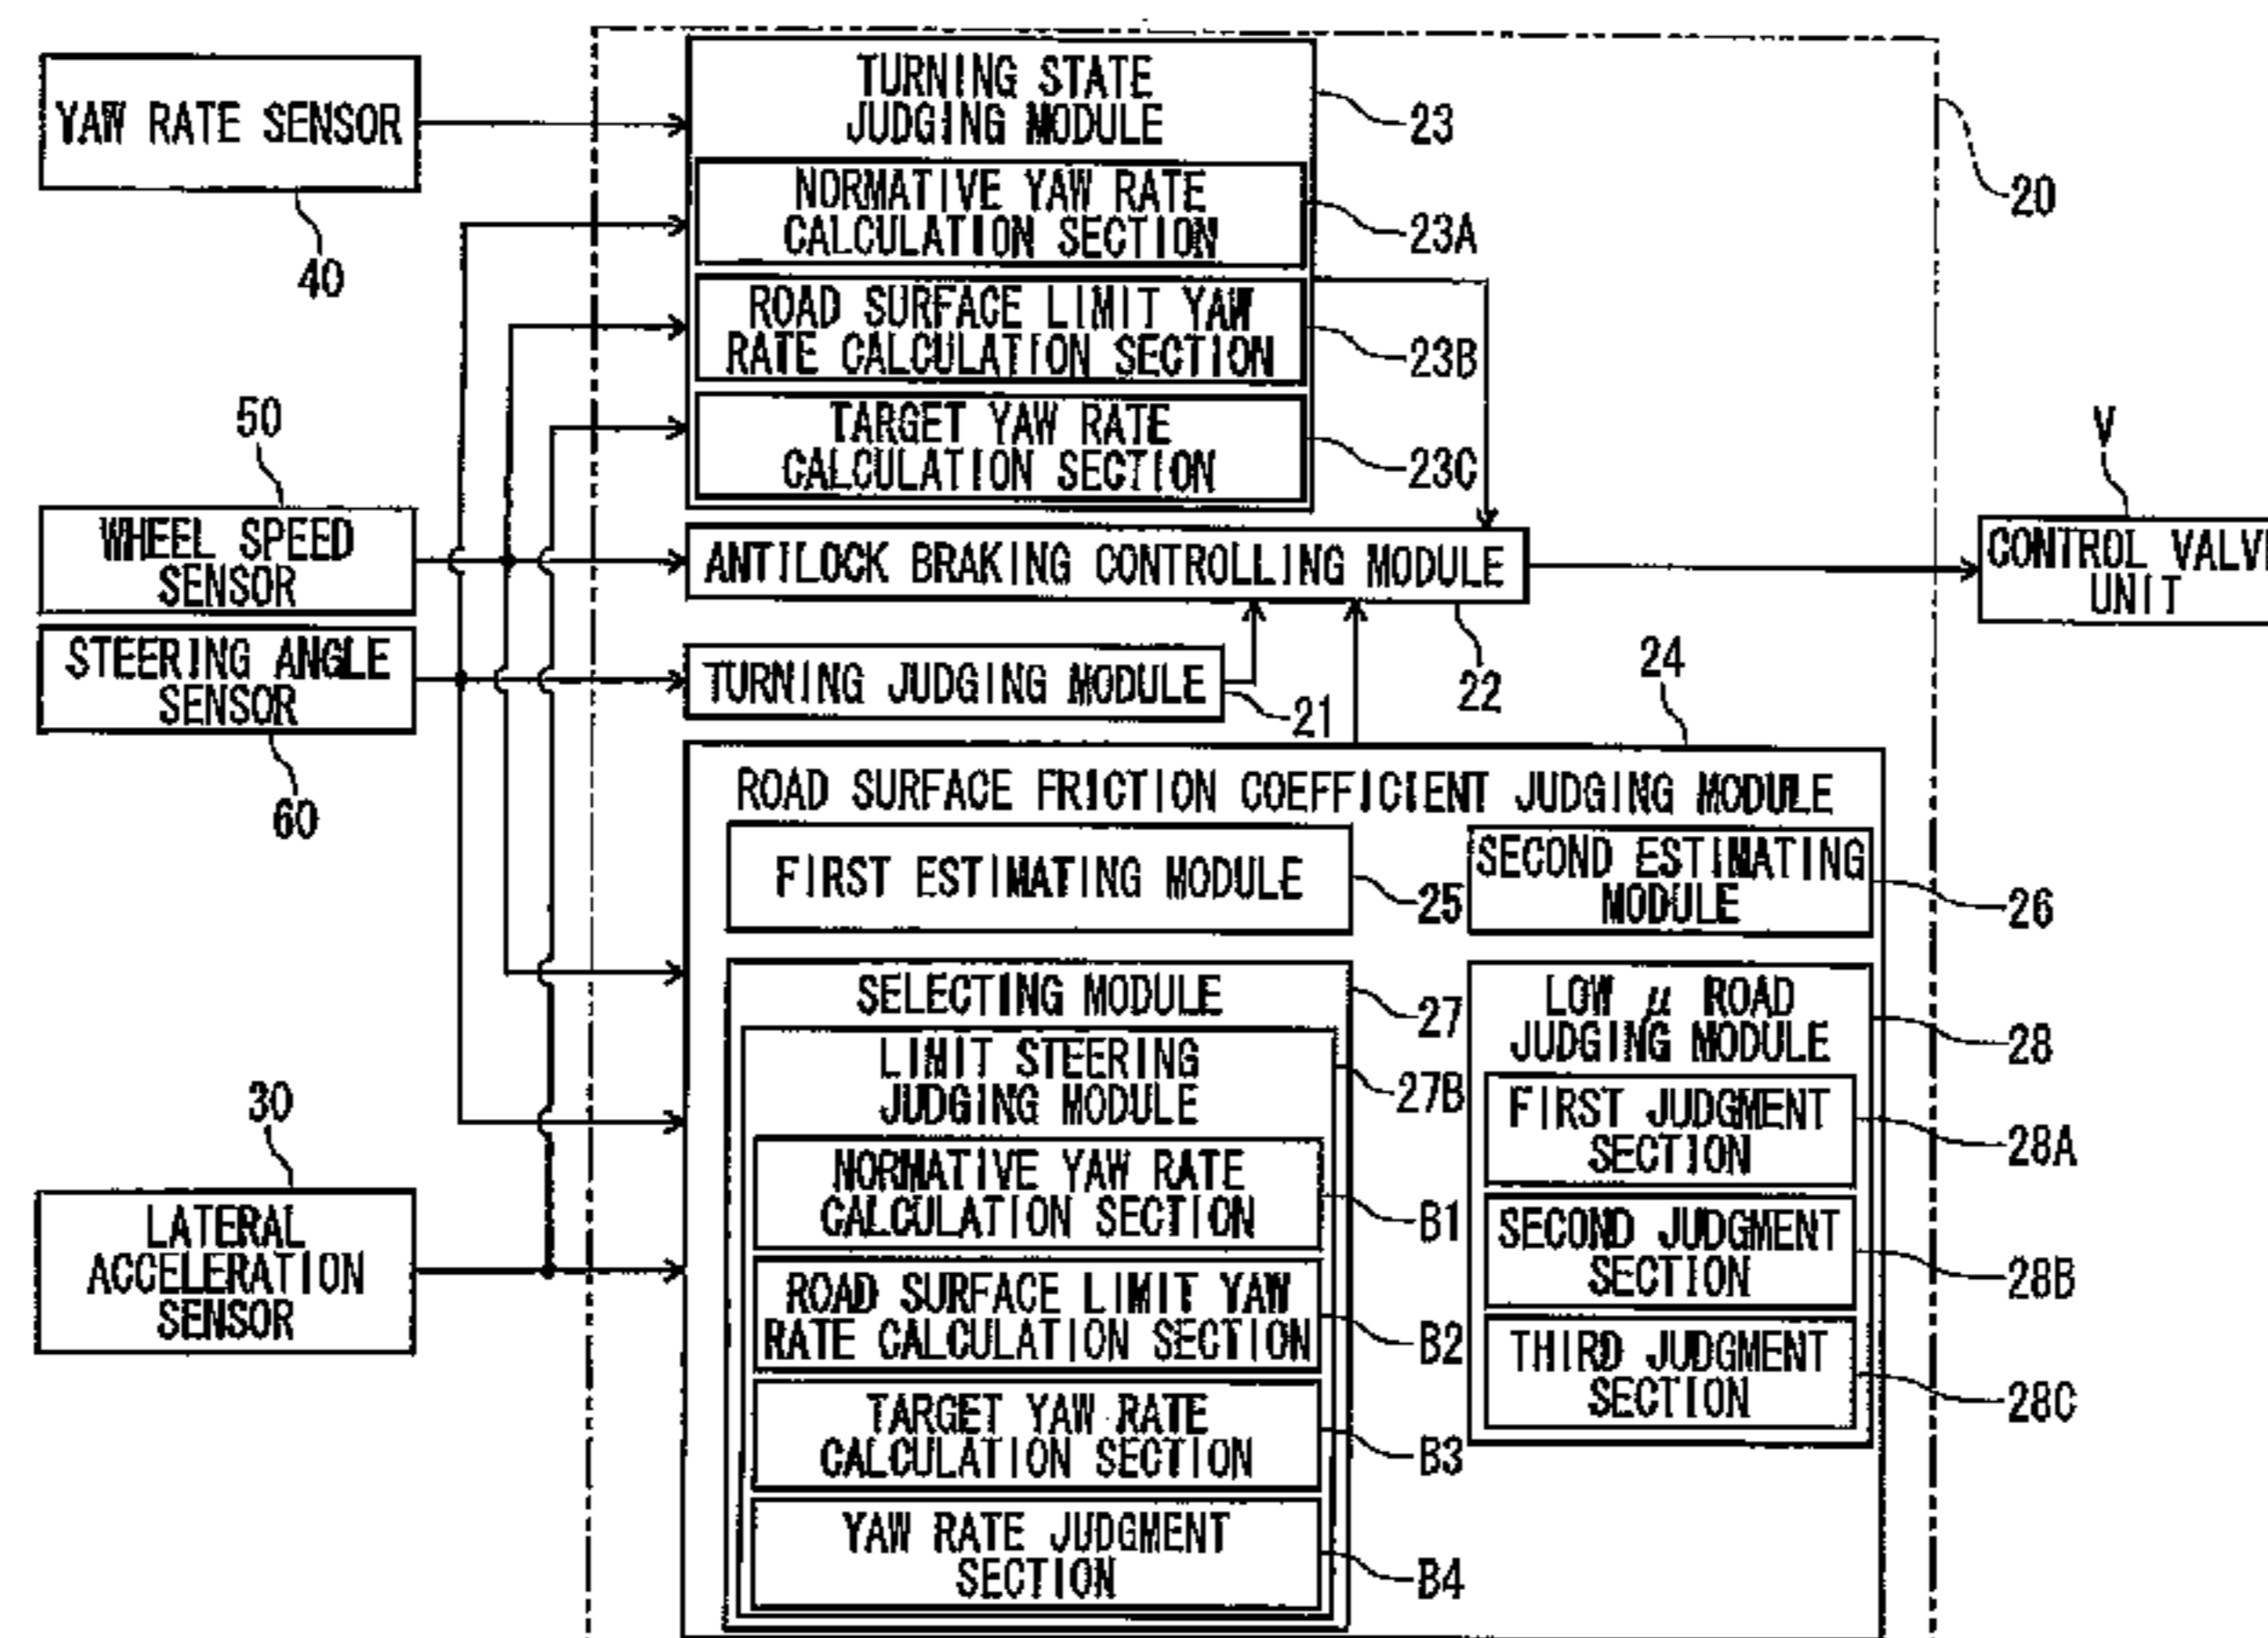 YAW RATE SENSOR
40
50
WHEEL SPEED
SENSOR
STEERING ANGLE
SENSOR
60
30
LATERAL
ACCELERATION
SENSOR
TURNING STATE
JUDGING MODULE
23
NORMATIVE YAW RATE
CALCULATION SECTION
23A
ROAD SURFACE LIMIT YAW
RATE CALCULATION SECTION
23B
TARGET YAW RATE
CALCULATION SECTION
23C
20
ANTILOCK BRAKING CONTROLLING MODULE
22
V
CONTROL VALVE
UNIT
TURNING JUDGING MODULE
21
24
ROAD SURFACE FRICTION COEFFICIENT JUDGING MODULE
FIRST ESTIMATING MODULE
25
SECOND ESTIMATING
MODULE
26
SELECTING MODULE
27
LIMIT STEERING
JUDGING MODULE
27B
NORMATIVE YAW RATE
CALCULATION SECTION
B1
ROAD SURFACE LIMIT YAW
RATE CALCULATION SECTION
B2
TARGET YAW RATE
CALCULATION SECTION
B3
YAW RATE JUDGMENT
SECTION
B4
LOW μ ROAD
JUDGING MODULE
28
FIRST JUDGMENT
SECTION
28A
SECOND JUDGMENT
SECTION
28B
THIRD JUDGMENT
SECTION
28C